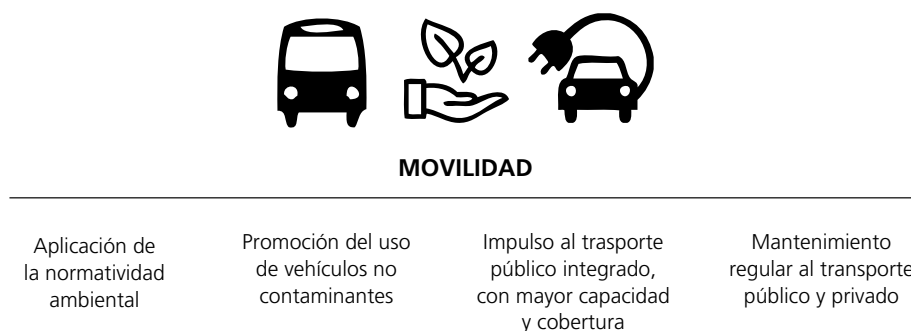 MOVILIDAD
Aplicación de
la normatividad
ambiental
Promoción del uso
de vehículos no
contaminantes
Impulso al trasporte
público integrado,
con mayor capacidad
y cobertura
Mantenimiento
regular al transporte
público y privado